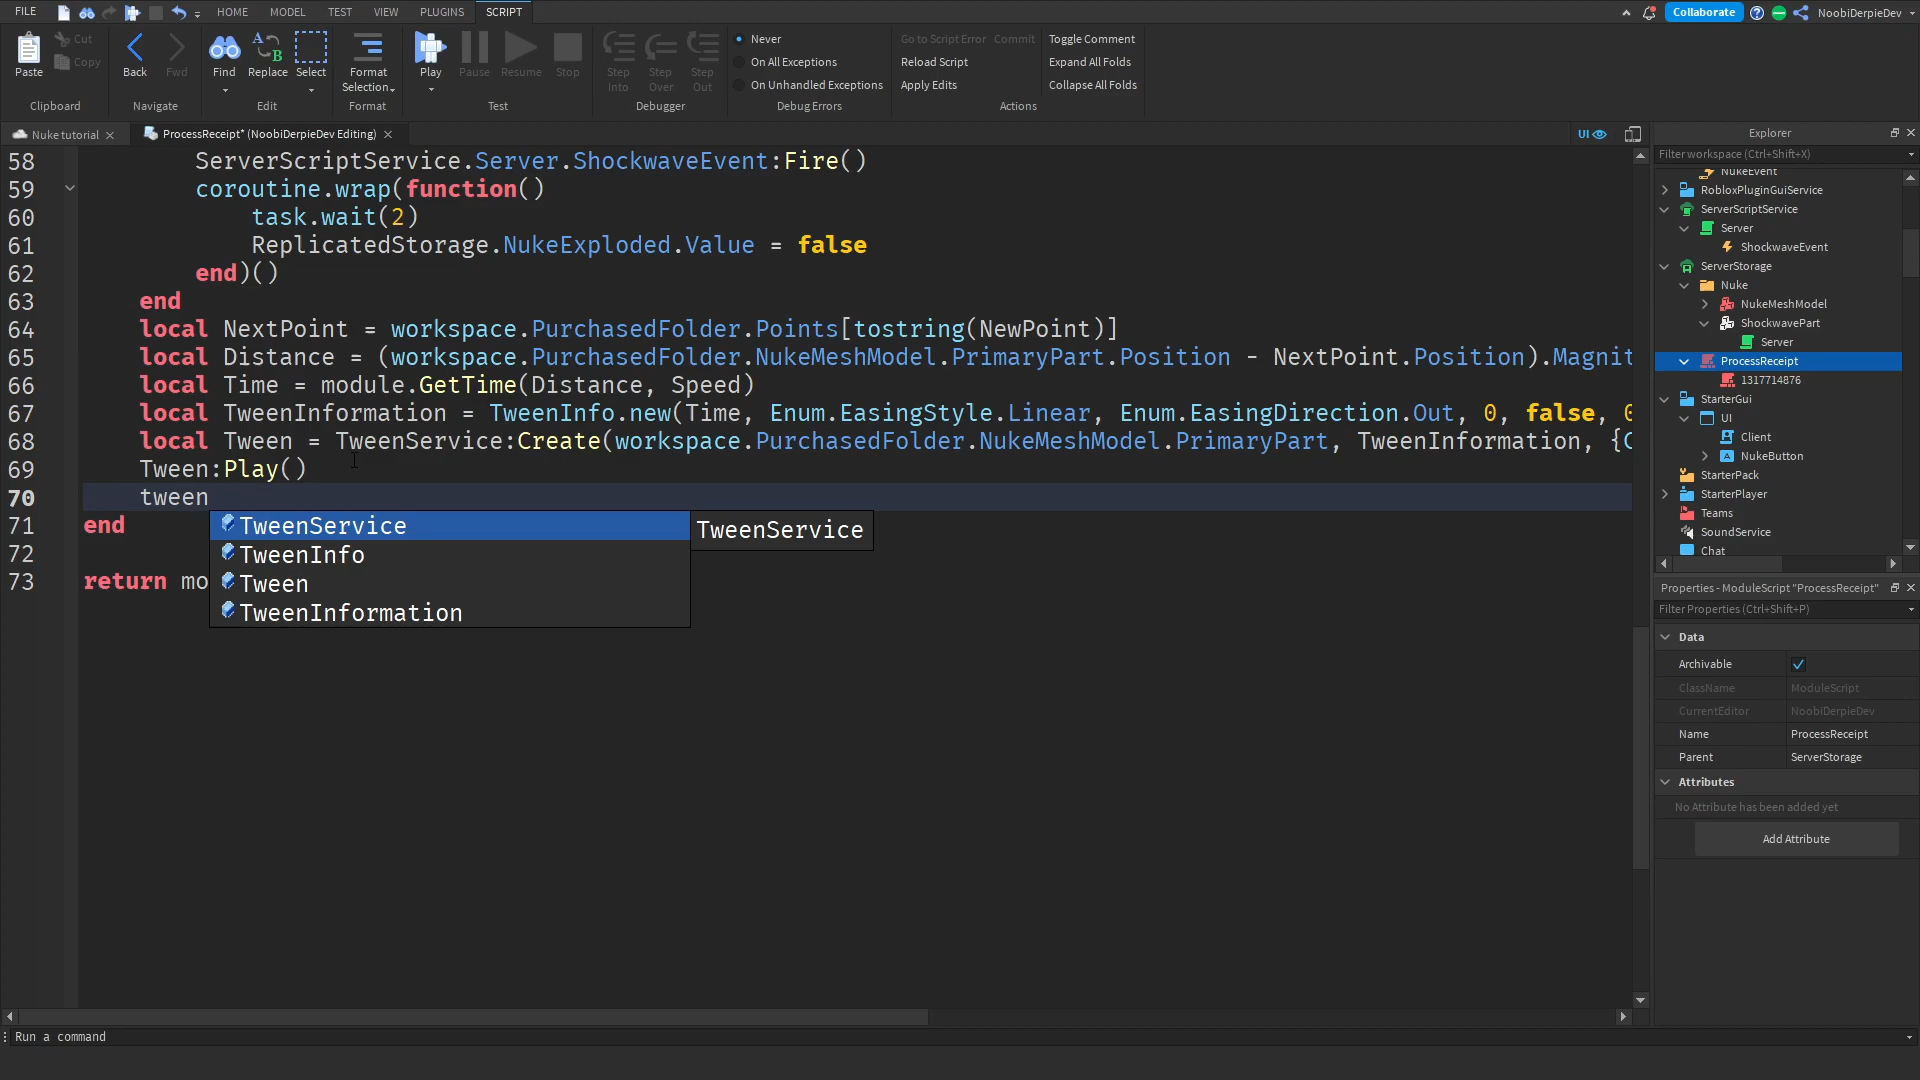 FILE HOME MODEL TEST VIEW PLUGINS SCRIPT Collaborate NoobiDerpieDev
Paste Cut Copy Clipboard
Back Fwd Navigate
Find Replace Select Edit
Format Selection Format
Play Pause Resume Stop Test
Step Into Step Over Step Out Debugger
Never
On All Exceptions
On Unhandled Exceptions
Debug Errors
Go to Script Error Commit Toggle Comment
Reload Script Expand All Folds
Apply Edits Collapse All Folds
Actions
Nuke tutorial ProcessReceipt* (NoobiDerpieDev Editing) UI
58 ServerScriptService.Server.ShockwaveEvent:Fire()
59 coroutine.wrap(function()
60 task.wait(2)
61 ReplicatedStorage.NukeExploded.Value = false
62 end)()
63 end
64 local NextPoint = workspace.PurchasedFolder.Points[tostring(NewPoint)]
65 local Distance = (workspace.PurchasedFolder.NukeMeshModel.PrimaryPart.Position - NextPoint.Position).Magnit
66 local Time = module.GetTime(Distance, Speed)
67 local TweenInformation = TweenInfo.new(Time, Enum.EasingStyle.Linear, Enum.EasingDirection.Out, 0, false, 0
68 local Tween = TweenService:Create(workspace.PurchasedFolder.NukeMeshModel.PrimaryPart, TweenInformation, {C
69 Tween:Play()
70 tween
71 end
72
73 return mo
TweenService
TweenInfo
Tween
TweenInformation
TweenService
Run a command
Explorer
Filter workspace (Ctrl+Shift+X)
NukeEvent
RobloxPluginGuiService
ServerScriptService
Server
ShockwaveEvent
ServerStorage
Nuke
NukeMeshModel
ShockwavePart
Server
ProcessReceipt
1317714876
StarterGui
UI
Client
NukeButton
StarterPack
StarterPlayer
Teams
SoundService
Chat
Properties - ModuleScript "ProcessReceipt"
Filter Properties (Ctrl+Shift+P)
Data
Archivable
ClassName ModuleScript
CurrentEditor NoobiDerpieDev
Name ProcessReceipt
Parent ServerStorage
Attributes
No Attribute has been added yet
Add Attribute